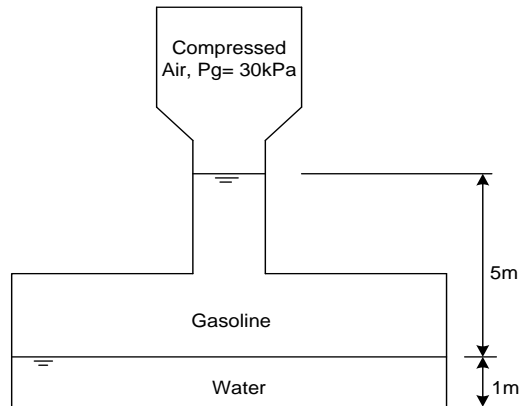 Compressed
Air, Pg= 30kPa
5m
Gasoline
Water
1m